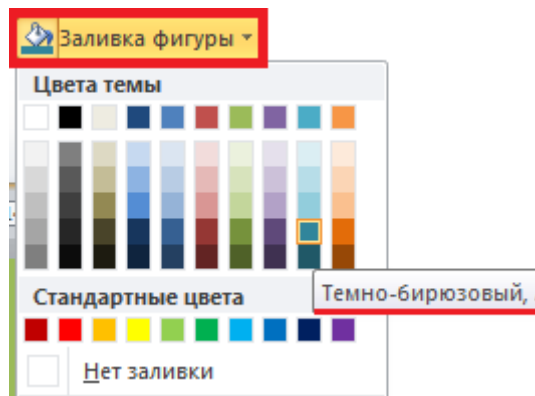 Заливка фигуры
Цвета темы
Темно-бирюзовый,
Стандартные цвета
Нет заливки